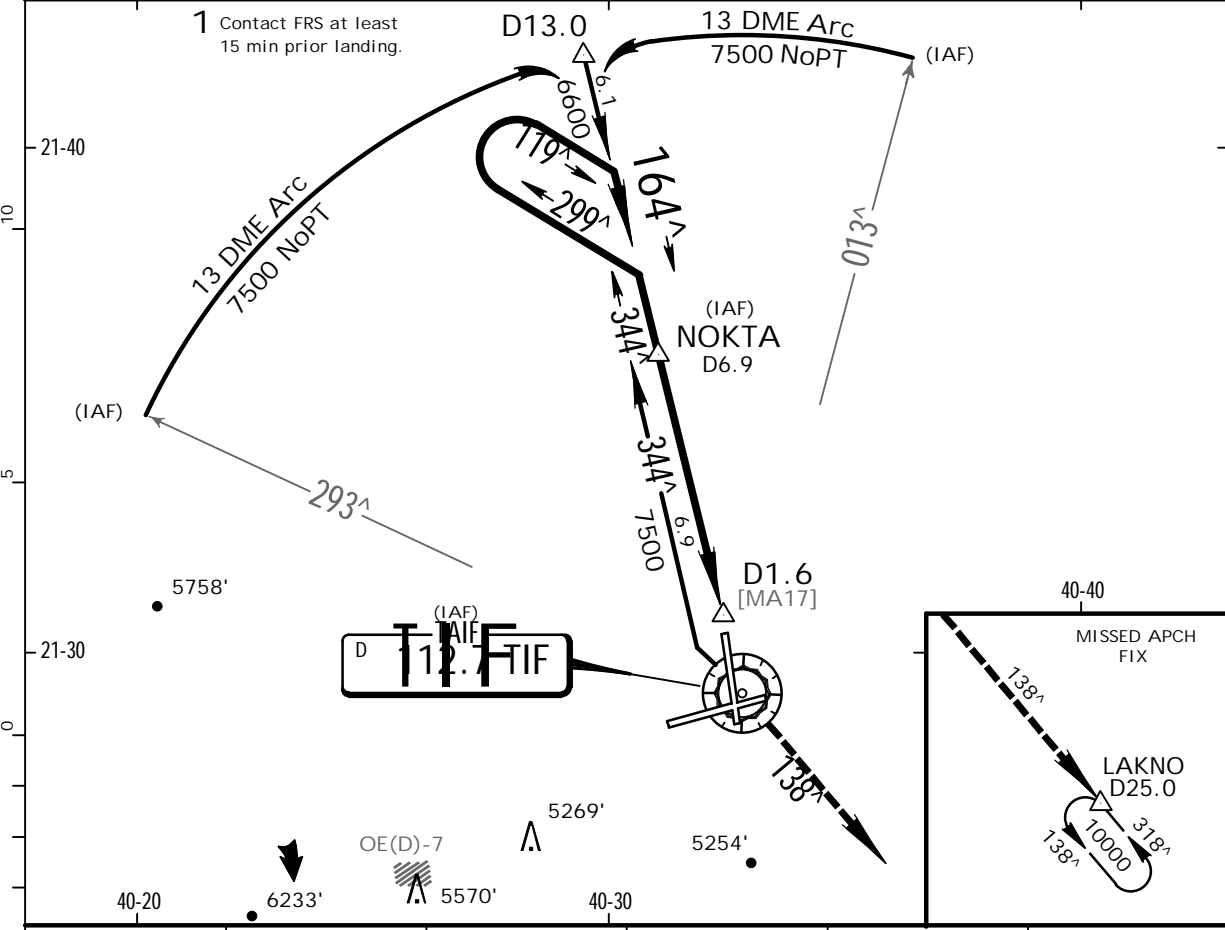 1 Contact FRS at least
15 min prior landing.
D13.0
13 DME Arc
7500 NoPT
(IAF)
6.1
6600
21-40
119^
299^
164^
013^
10
13 DME Arc
7500 NoPT
344^
(IAF)
NOKTA
D6.9
(IAF)
293^
344^
5
7500
6.9
5758'
D1.6
[MA17]
40-40
(IAF)
TAIF
D
112.7 TIF
T I F
21-30
MISSED APCH
FIX
138^
0
138^
LAKNO
D25.0
5269'
5254'
OE(D)-7
318^
10000
138^
6233'
5570'
40-20
40-30